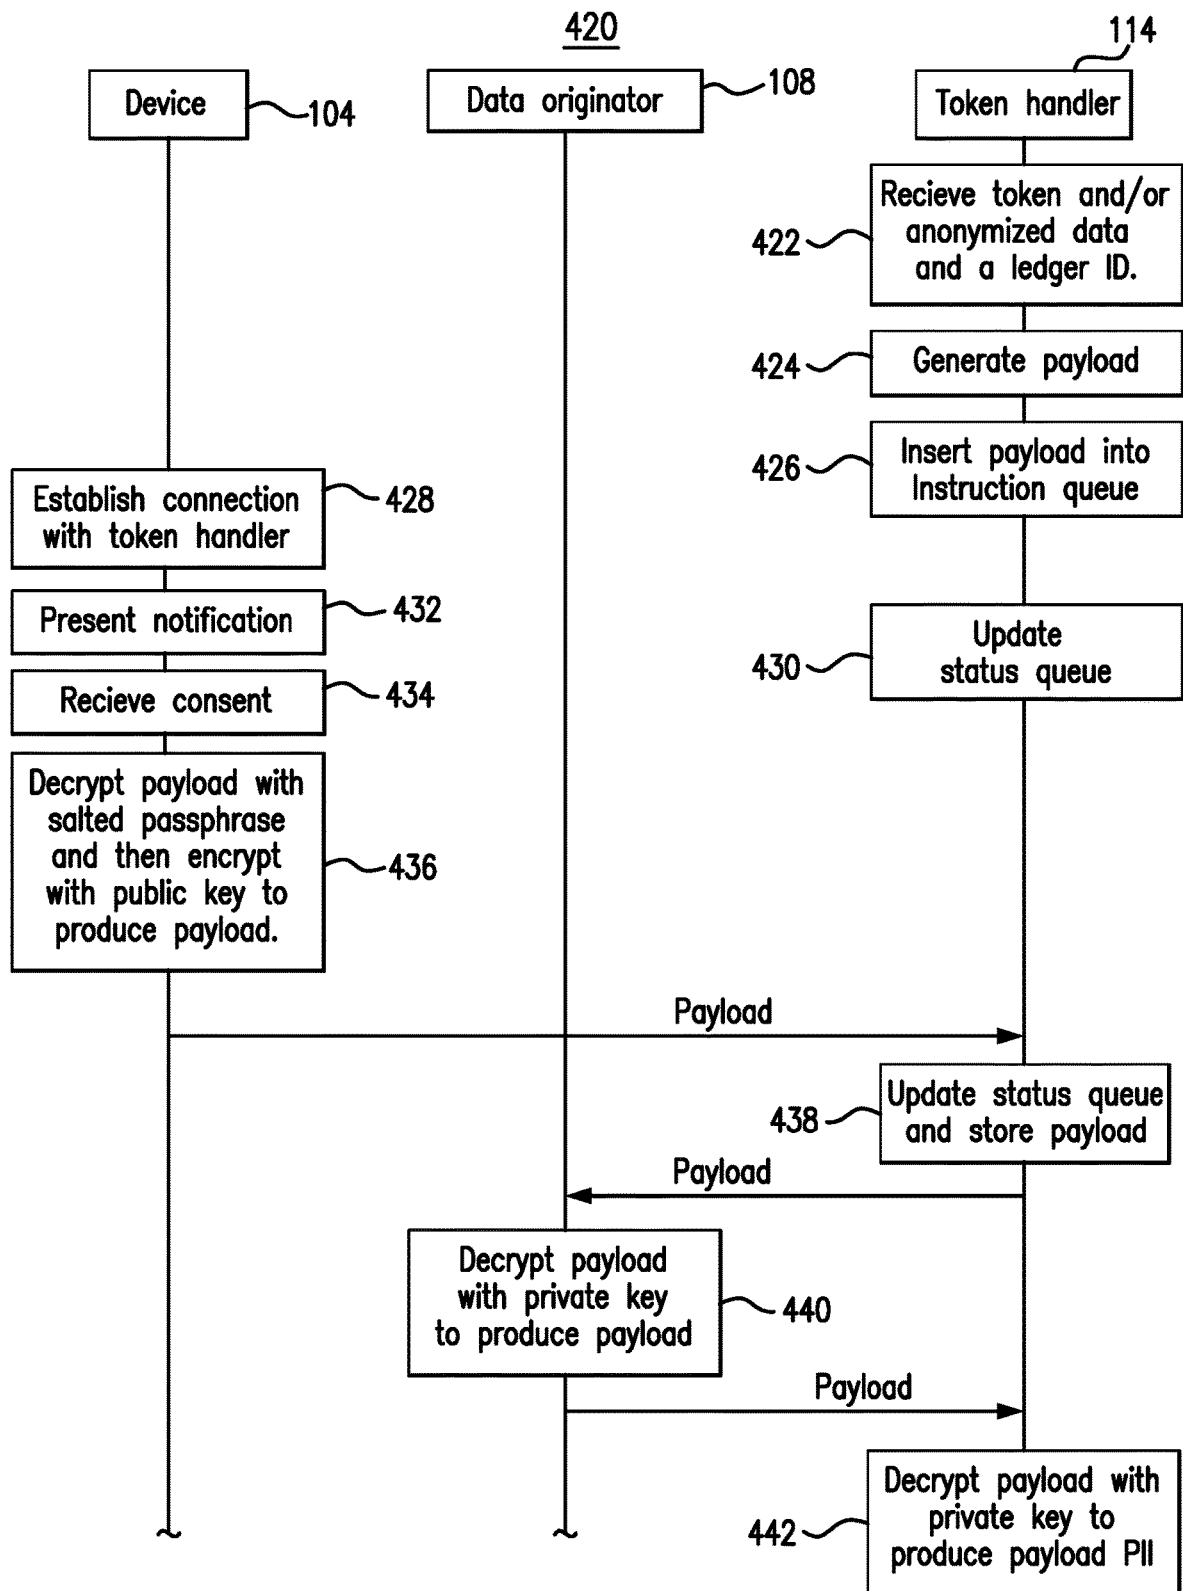 420
114
Device
104
Data originator
108
Token handler
Recieve token and/or
anonymized data
and a ledger ID.
422
Generate payload
424
Insert payload into
Instruction queue
426
Establish connection
with token handler
428
Present notification
432
Update
status queue
430
Recieve consent
434
Decrypt payload with
salted passphrase
and then encrypt
with public key to
produce payload.
436
Payload
Update status queue
and store payload
438
Payload
Decrypt payload
with private key
to produce payload
440
Payload
Decrypt payload with
private key to
produce payload PII
442